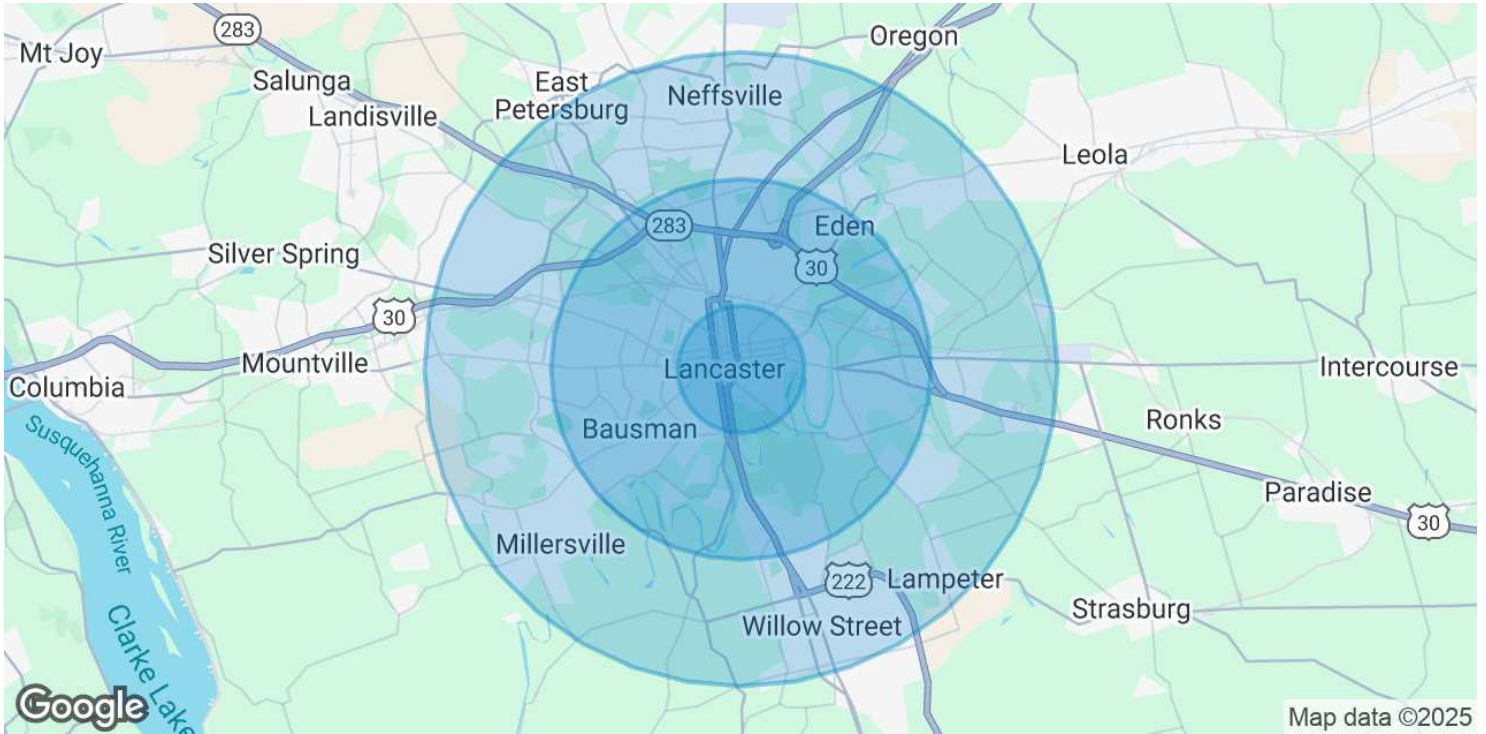 283
Oregon
Mt Joy
Salunga
East
Petersburg
Neffsville
Landisville
Leola
283
Eden
Silver Spring
30
30
Mountville
Lancaster
Intercourse
Columbia
Ronks
Bausman
Susquehanna River
Paradise
30
Millersville
222
Lampeter
Strasburg
Willow Street
Clarke Lake
Google
Map data ©2025